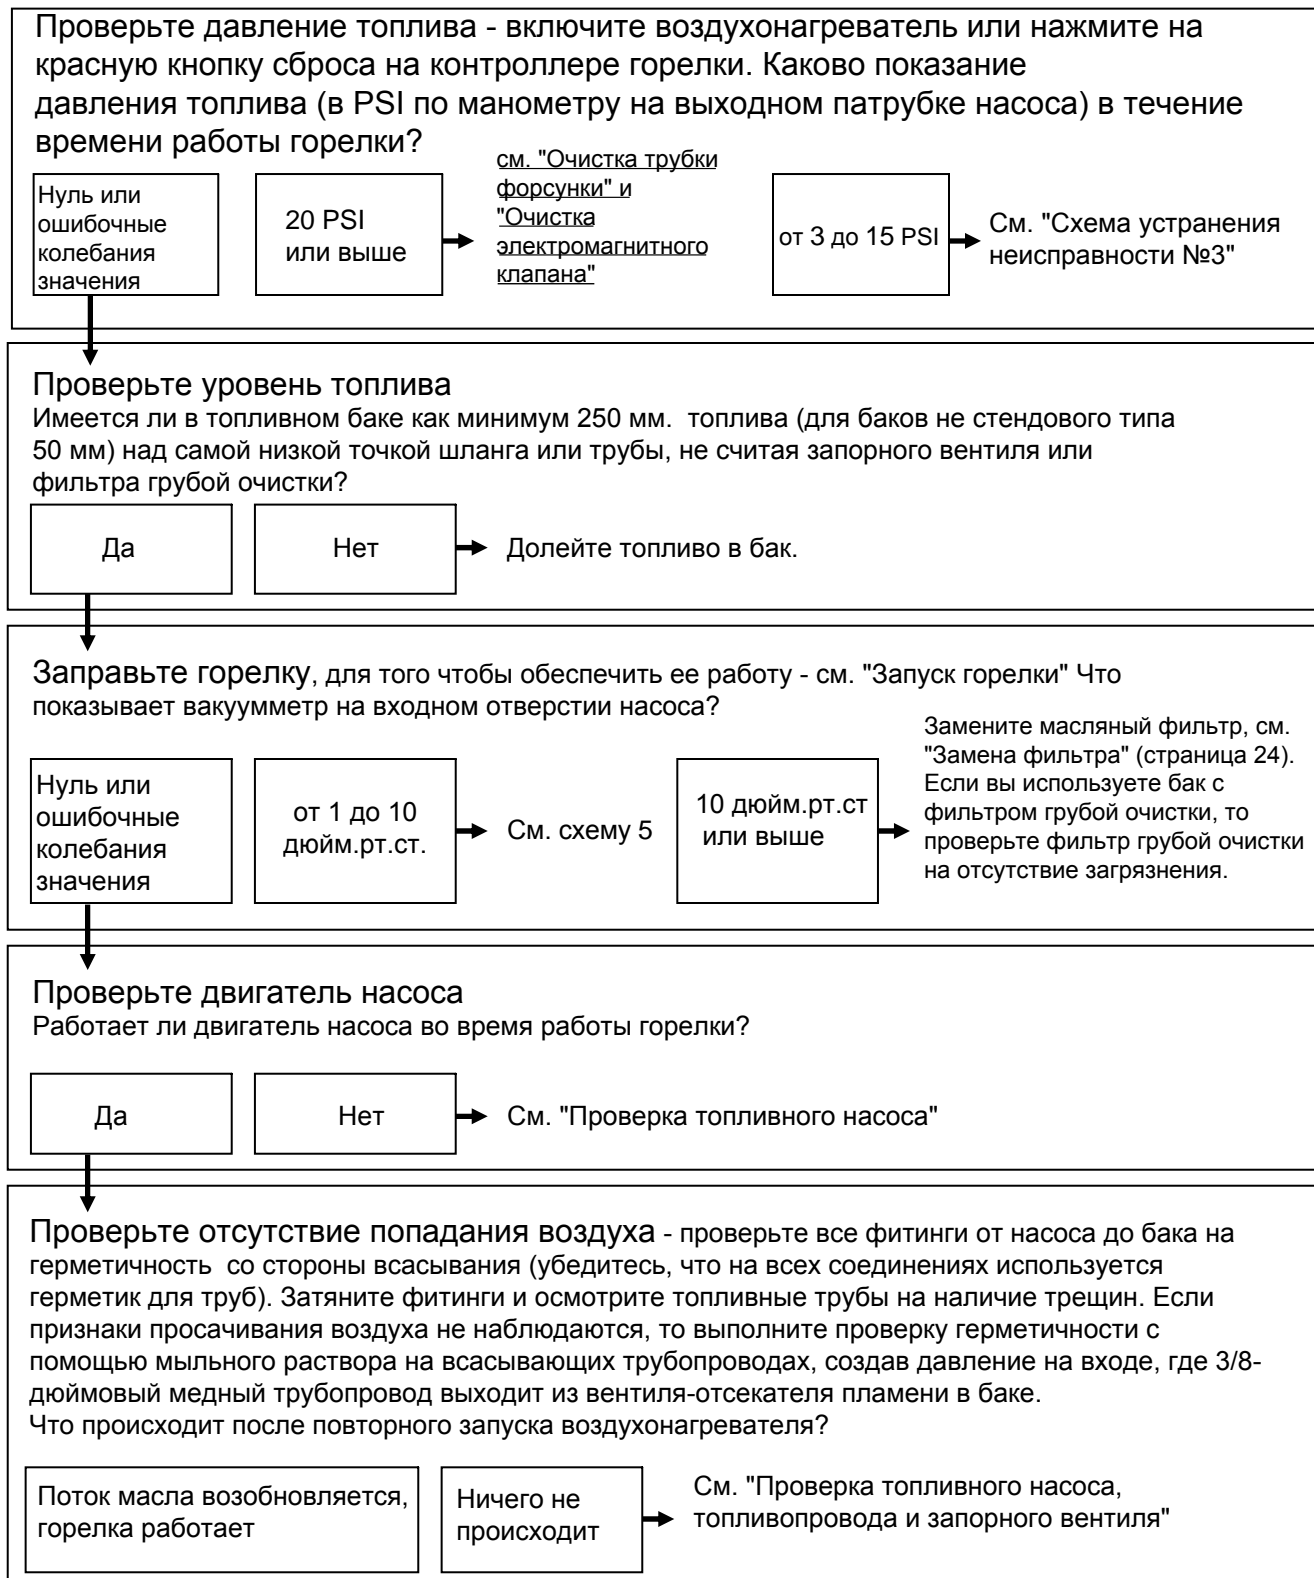 Проверьте давление топлива - включите воздухонагреватель или нажмите на
красную кнопку сброса на контроллере горелки. Каково показание
давления топлива (в PSI по манометру на выходном патрубке насоса) в течение
времени работы горелки?
Нуль или
ошибочные
колебания
значения
20 PSI
или выше
см. "Очистка трубки
форсунки" и
"Очистка
электромагнитного
клапана"
от 3 до 15 PSI
См. "Схема устранения
неисправности №3"
Проверьте уровень топлива
Имеется ли в топливном баке как минимум 250 мм. топлива (для баков не стендового типа
50 мм) над самой низкой точкой шланга или трубы, не считая запорного вентиля или
фильтра грубой очистки?
Да
Нет
Долейте топливо в бак.
Заправьте горелку, для того чтобы обеспечить ее работу - см. "Запуск горелки" Что
показывает вакуумметр на входном отверстии насоса?
Нуль или
ошибочные
колебания
значения
от 1 до 10
дюйм.рт.ст.
См. схему 5
10 дюйм.рт.ст
или выше
Замените масляный фильтр, см.
"Замена фильтра" (страница 24).
Если вы используете бак с
фильтром грубой очистки, то
проверьте фильтр грубой очистки
на отсутствие загрязнения.
Проверьте двигатель насоса
Работает ли двигатель насоса во время работы горелки?
Да
Нет
См. "Проверка топливного насоса"
Проверьте отсутствие попадания воздуха - проверьте все фитинги от насоса до бака на
герметичность со стороны всасывания (убедитесь, что на всех соединениях используется
герметик для труб). Затяните фитинги и осмотрите топливные трубы на наличие трещин. Если
признаки просачивания воздуха не наблюдаются, то выполните проверку герметичности с
помощью мыльного раствора на всасывающих трубопроводах, создав давление на входе, где 3/8-
дюймовый медный трубопровод выходит из вентиля-отсекателя пламени в баке.
Что происходит после повторного запуска воздухонагревателя?
Поток масла возобновляется,
горелка работает
Ничего не
происходит
См. "Проверка топливного насоса,
топливопровода и запорного вентиля"